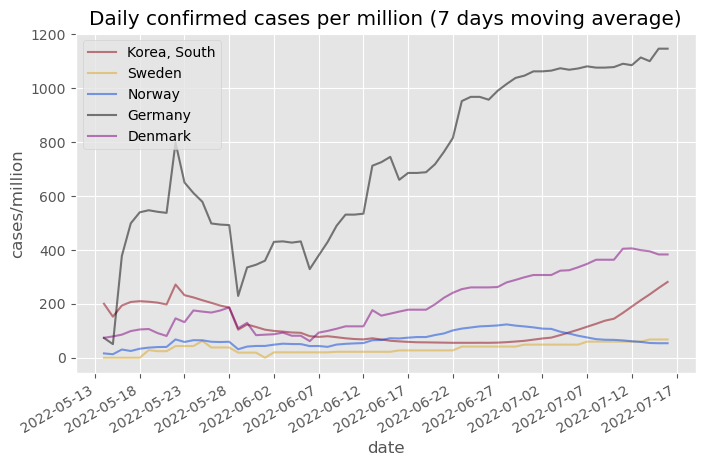 Daily confirmed cases per million (7 days moving average)
1200
1000
800
600
400
200
0
cases/million
Korea, South
Sweden
Norway
Germany
Denmark
2022-05-13
2022-05-18
2022-05-23
2022-05-28
2022-06-02
2022-06-07
2022-06-12
2022-06-17
2022-06-22
2022-06-27
2022-07-02
2022-07-07
2022-07-12
2022-07-17
date